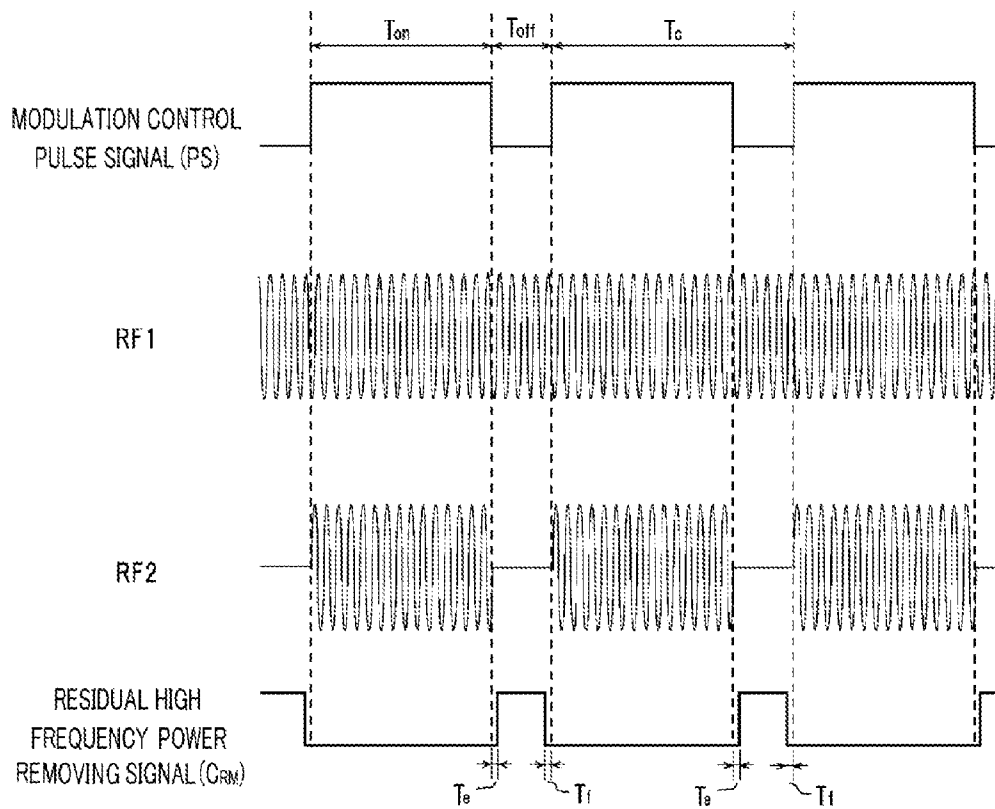 Ton Toff Tc
MODULATION CONTROL
PULSE SIGNAL (PS)
RF1
RF2
RESIDUAL HIGH
FREQUENCY POWER
REMOVING SIGNAL (CRM)
Te Tf Ta Tf